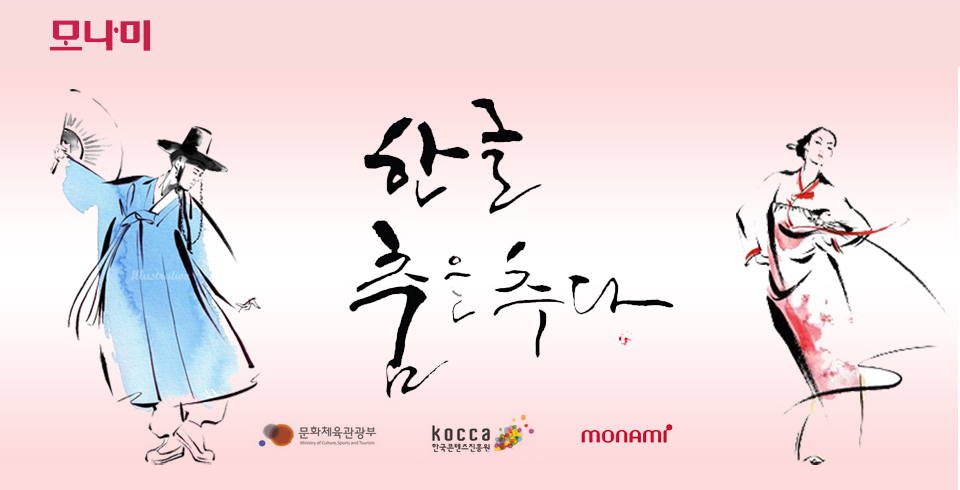 모나미
한글
춤을 추다
Illustration
문화체육관광부
Ministry of Culture, Sports and Tourism
kocca
한국콘텐츠진흥원
monami